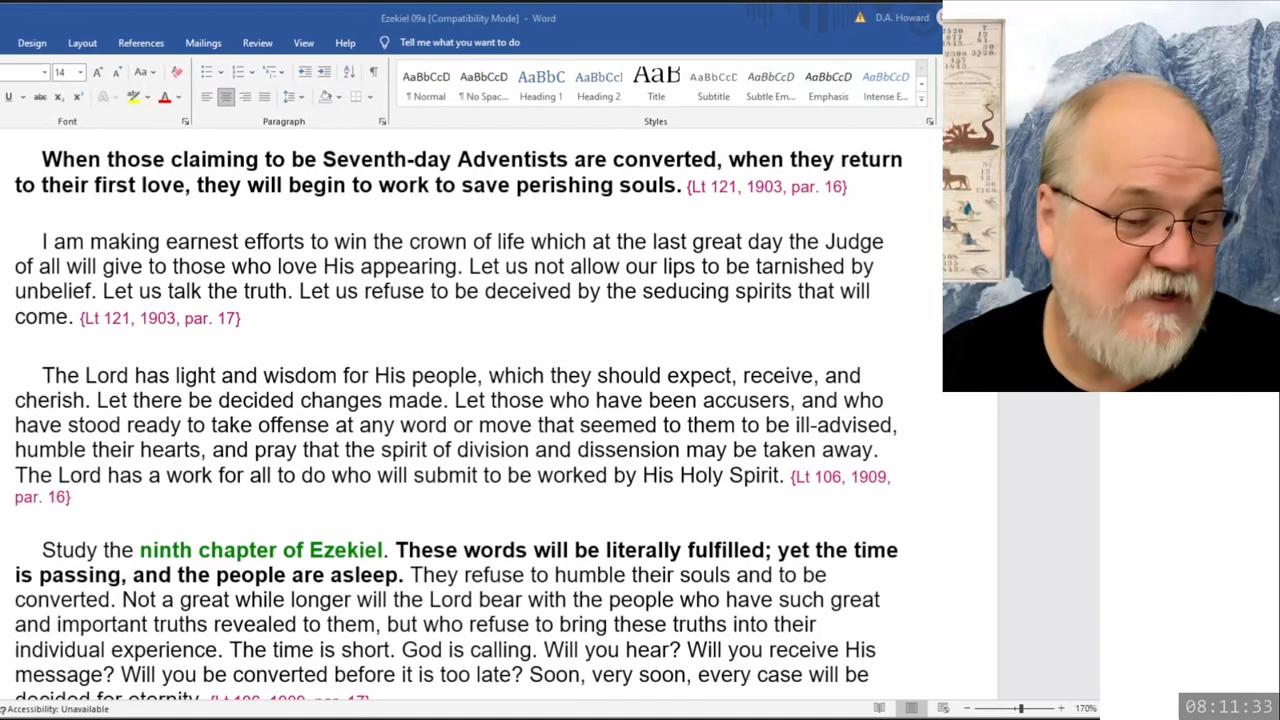 Ezekiel 09a [Compatibility Mode] - Word
D.A. Howard
Design Layout References Mailings Review View Help Tell me what you want to do
14
AaBbCcD AaBbCcD AaBbC AaBbCcI AaB AaBbCcD AaBbCcD AaBbCcD AaBbCcD
¶ Normal ¶ No Spac... Heading 1 Heading 2 Title Subtitle Subtle Em... Emphasis Intense E...
Font Paragraph Styles
When those claiming to be Seventh-day Adventists are converted, when they return
to their first love, they will begin to work to save perishing souls. {Lt 121, 1903, par. 16}
I am making earnest efforts to win the crown of life which at the last great day the Judge
of all will give to those who love His appearing. Let us not allow our lips to be tarnished by
unbelief. Let us talk the truth. Let us refuse to be deceived by the seducing spirits that will
come. {Lt 121, 1903, par. 17}
The Lord has light and wisdom for His people, which they should expect, receive, and
cherish. Let there be decided changes made. Let those who have been accusers, and who
have stood ready to take offense at any word or move that seemed to them to be ill-advised,
humble their hearts, and pray that the spirit of division and dissension may be taken away.
The Lord has a work for all to do who will submit to be worked by His Holy Spirit. {Lt 106, 1909,
par. 16}
Study the ninth chapter of Ezekiel. These words will be literally fulfilled; yet the time
is passing, and the people are asleep. They refuse to humble their souls and to be
converted. Not a great while longer will the Lord bear with the people who have such great
and important truths revealed to them, but who refuse to bring these truths into their
individual experience. The time is short. God is calling. Will you hear? Will you receive His
message? Will you be converted before it is too late? Soon, very soon, every case will be
decided for eternity. {Lt 106, 1909, par. 17}
Accessibility: Unavailable
170%
08:11:33